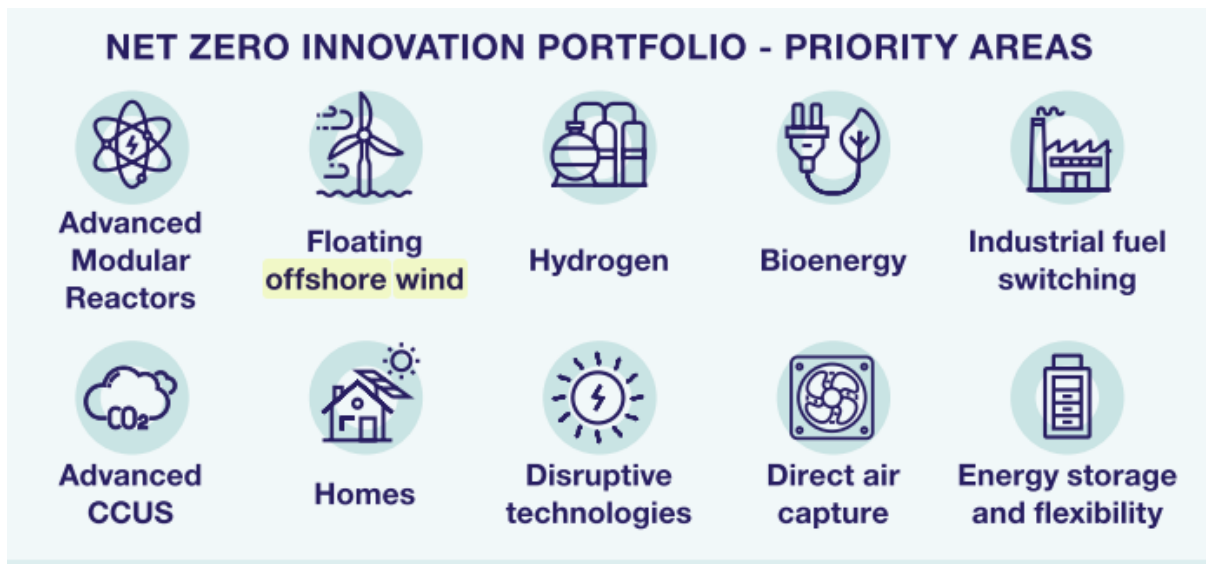 NET ZERO INNOVATION PORTFOLIO - PRIORITY AREAS
Advanced
Modular
Reactors
Floating
offshore wind
Hydrogen
Bioenergy
Industrial fuel
switching
CO₂
Advanced
CCUS
Homes
Disruptive
technologies
Direct air
capture
Energy storage
and flexibility